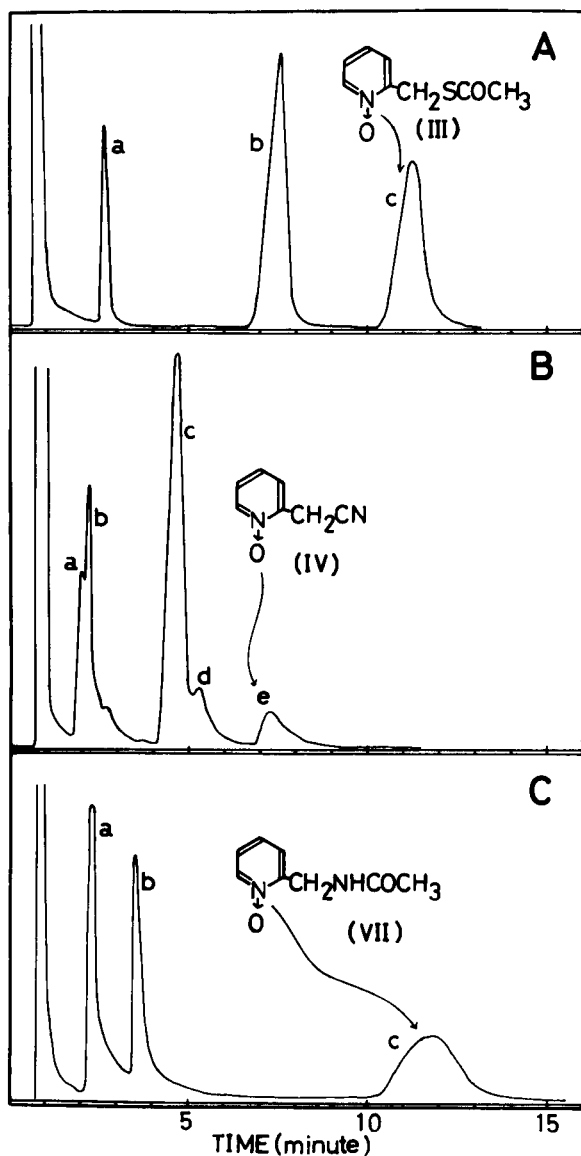 A
a
b
c
N
O
CH2SCOCH3
(III)
B
a
b
c
d
e
N
O
CH2CN
(IV)
C
a
b
c
N
O
CH2NHCOCH3
(VII)
5
10
15
TIME (minute)